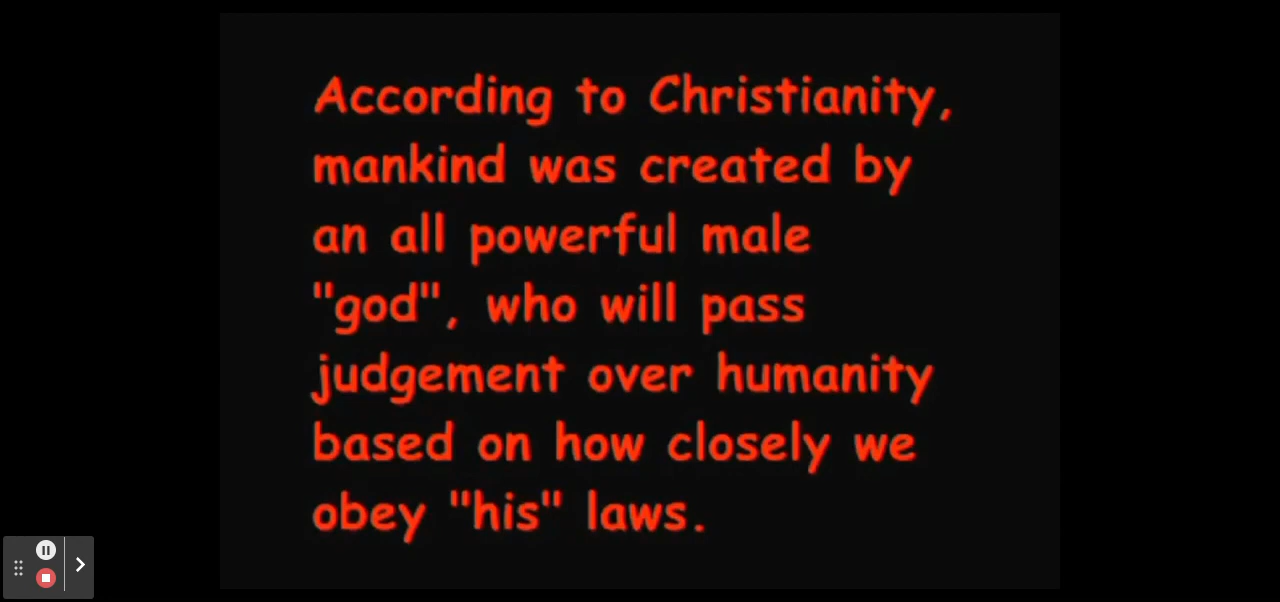 According to Christianity,
mankind was created by
an all powerful male
"god", who will pass
judgement over humanity
based on how closely we
obey "his" laws.